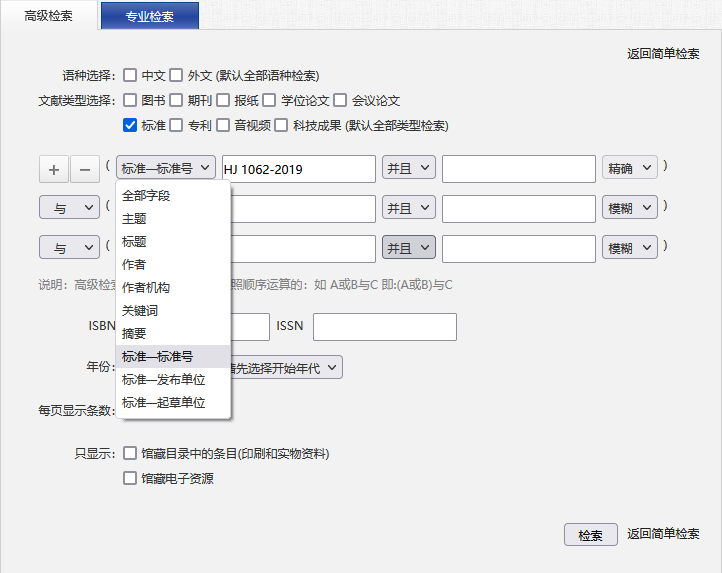 高级检索 专业检索
返回简单检索
语种选择: 中文 外文 (默认全部语种检索)
文献类型选择: 图书 期刊 报纸 学位论文 会议论文
标准 专利 音视频 科技成果 (默认全部类型检索)
+ − ( 标准—标准号 HJ 1062-2019 并且 精确 )
全部字段
与 ( 并且 模糊 )
主题
标题
与 ( 并且 模糊 )
作者
说明：高级检索 照顺序运算的：如 A或B与C 即:(A或B)与C
作者机构
关键词
ISBN ISSN
摘要
标准—标准号
年份: 先选择开始年代
标准—发布单位
标准—起草单位
每页显示条数:
只显示: 馆藏目录中的条目(印刷和实物资料)
馆藏电子资源
检索 返回简单检索